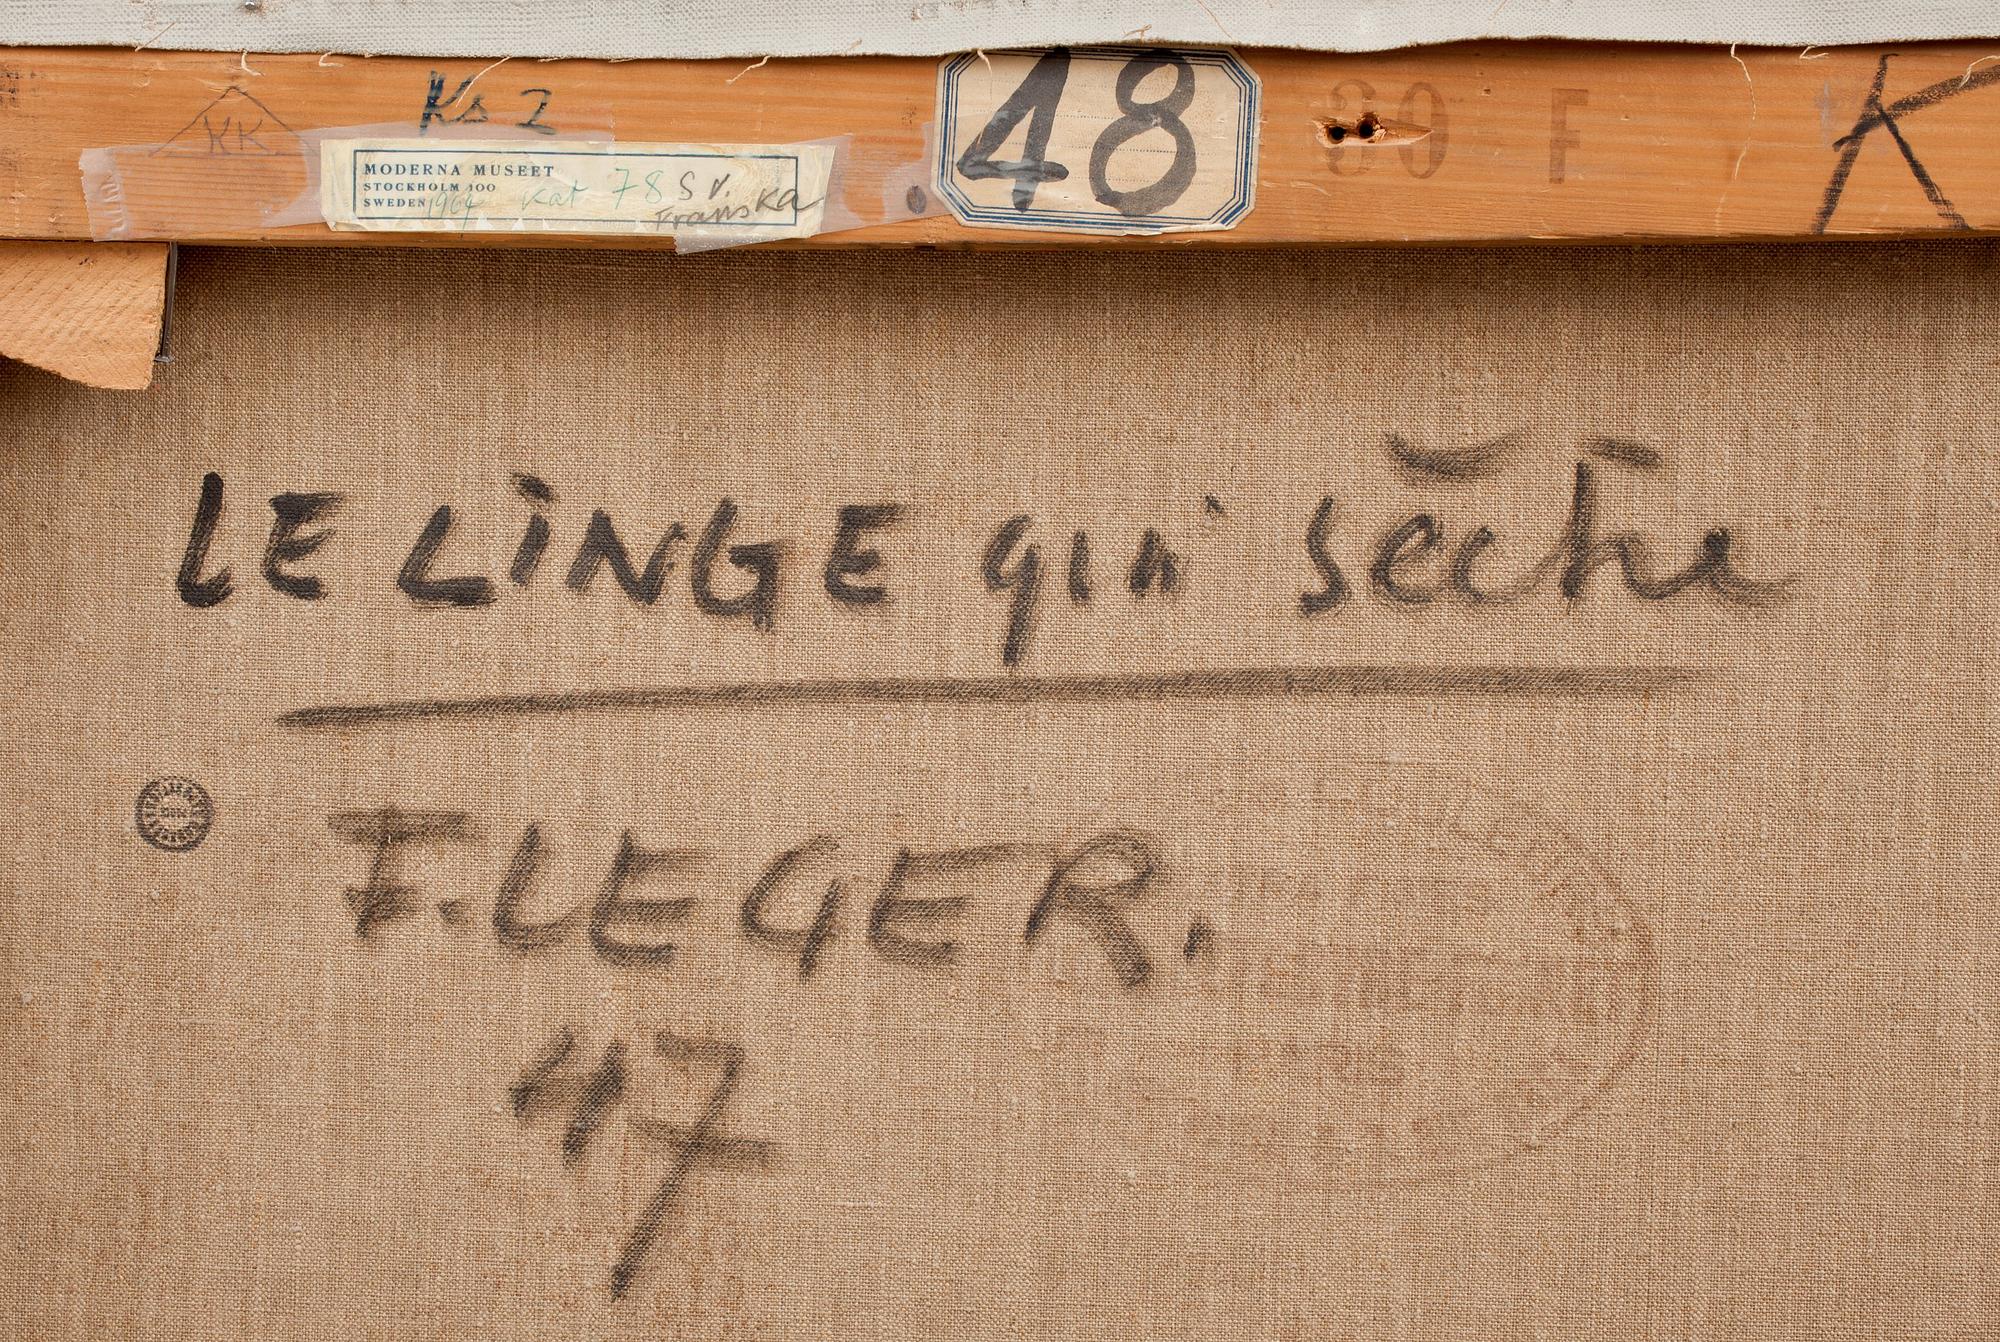 KK
Ks 2
MODERNA MUSEET
STOCKHOLM 100
SWEDEN 1964 Kat 78 Sv.
Franska
48
30 F
K
LE LiNGE qui sèche
F. LEGER.
47